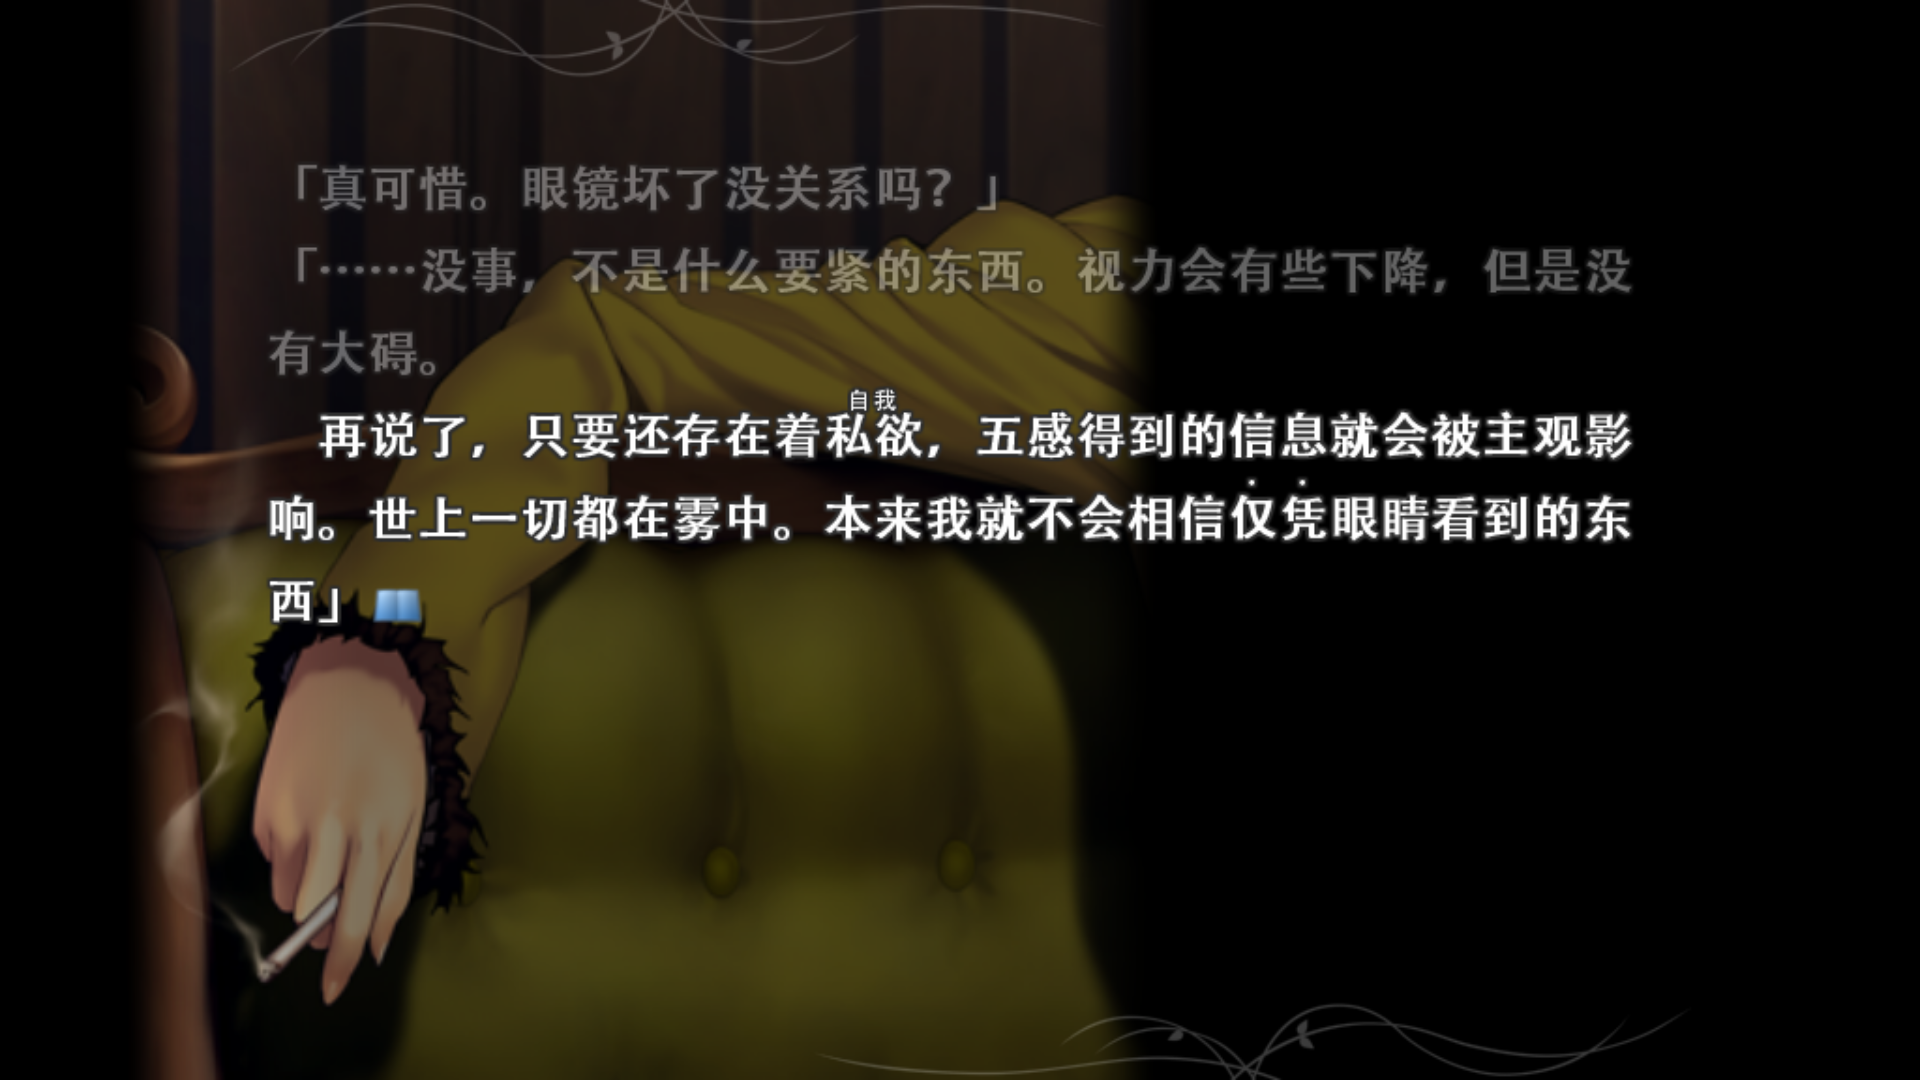 「真可惜。眼镜坏了没关系吗？」
「……没事，不是什么要紧的东西。视力会有些下降，但是没
有大碍。
自我
再说了，只要还存在着私欲，五感得到的信息就会被主观影
响。世上一切都在雾中。本来我就不会相信仅凭眼睛看到的东
西」